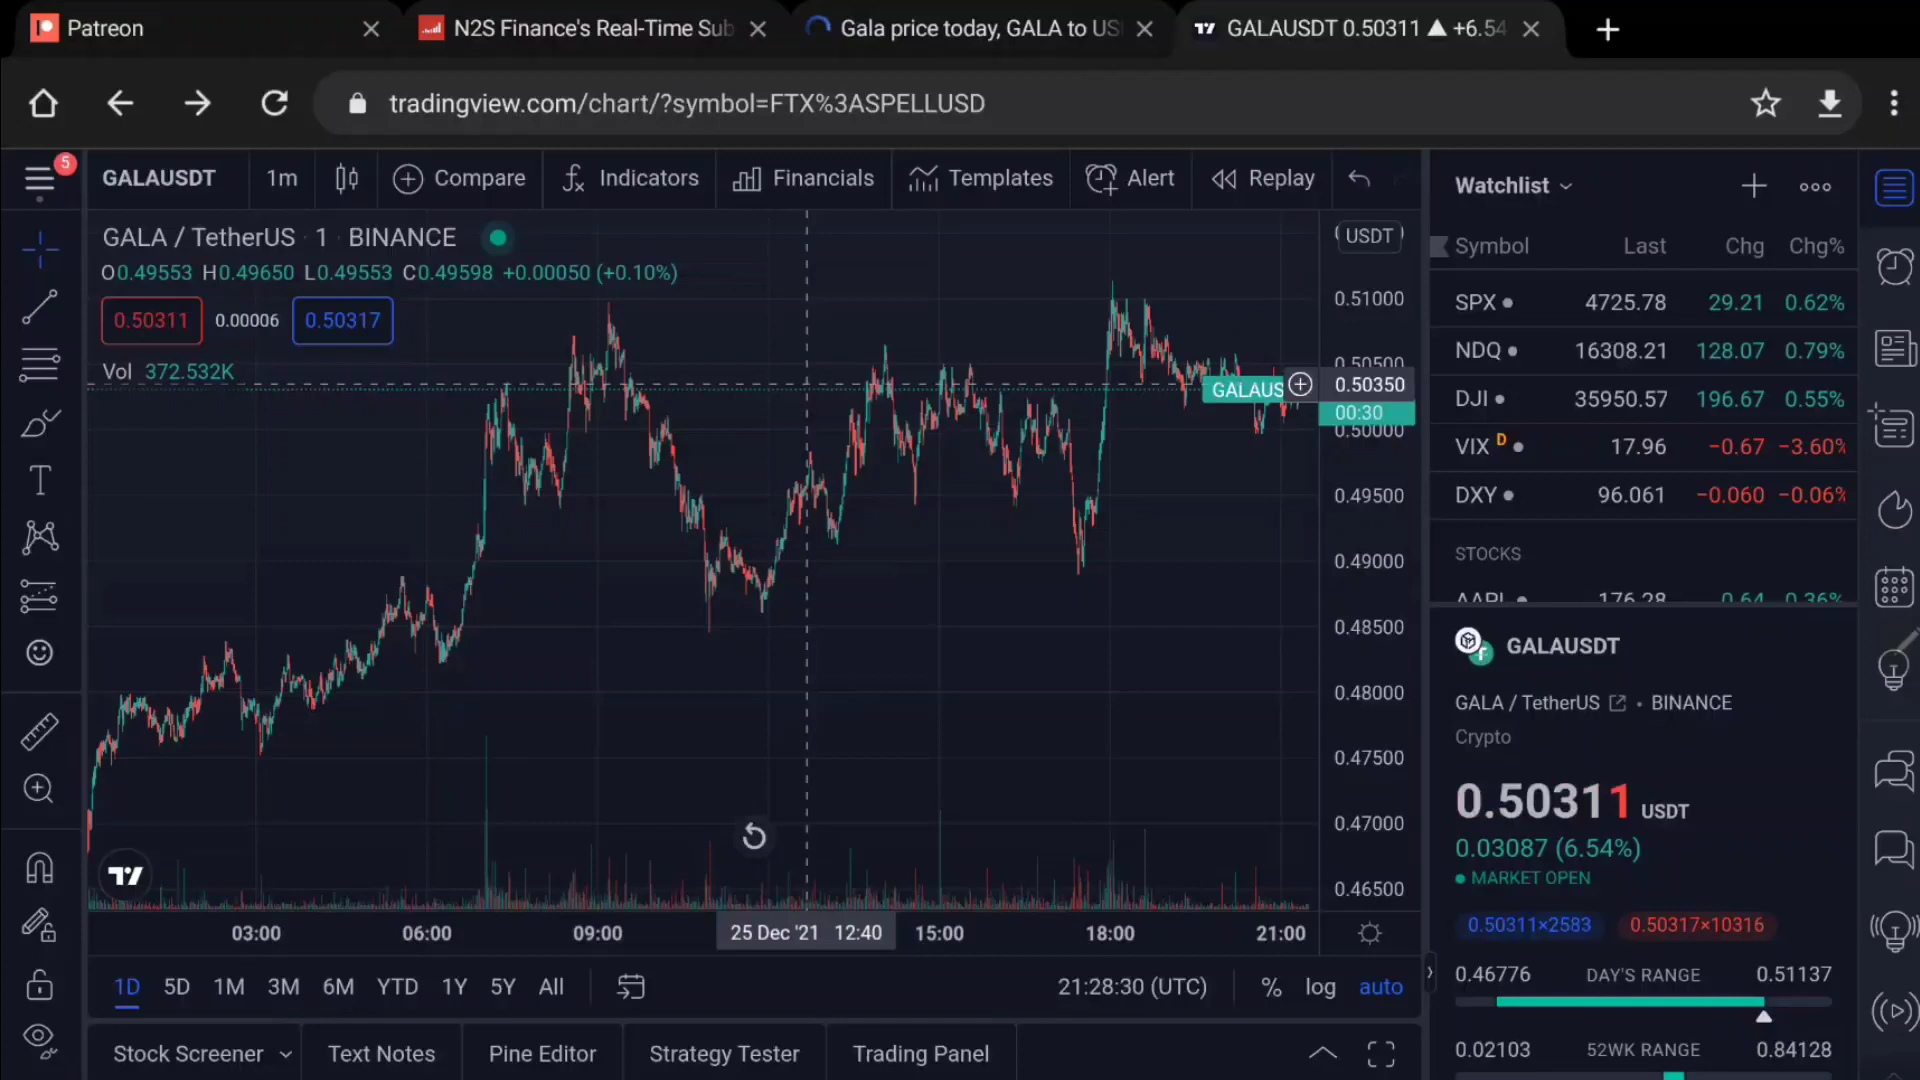 Patreon
N2S Finance's Real-Time Sub
Gala price today, GALA to US
GALAUSDT 0.50311 ▲ +6.54
tradingview.com/chart/?symbol=FTX%3ASPELLUSD
5
GALAUSDT 1m Compare Indicators Financials Templates Alert Replay
GALA / TetherUS · 1 · BINANCE
O0.49553 H0.49650 L0.49553 C0.49598 +0.00050 (+0.10%)
0.50311 0.00006 0.50317
Vol 372.532K
USDT
0.51000
0.50500
GALAUS
0.50350
00:30
0.50000
0.49500
0.49000
0.48500
0.48000
0.47500
0.47000
0.46500
03:00 06:00 09:00 25 Dec '21 12:40 15:00 18:00 21:00
1D 5D 1M 3M 6M YTD 1Y 5Y All 21:28:30 (UTC) % log auto
Stock Screener Text Notes Pine Editor Strategy Tester Trading Panel
Watchlist
Symbol Last Chg Chg%
SPX 4725.78 29.21 0.62%
NDQ 16308.21 128.07 0.79%
DJI 35950.57 196.67 0.55%
VIX D 17.96 −0.67 −3.60%
DXY 96.061 −0.060 −0.06%
STOCKS
AAPL 176.28 0.64 0.36%
GALAUSDT
GALA / TetherUS • BINANCE
Crypto
0.50311 USDT
0.03087 (6.54%)
MARKET OPEN
0.50311×2583 0.50317×10316
0.46776 DAY'S RANGE 0.51137
0.02103 52WK RANGE 0.84128